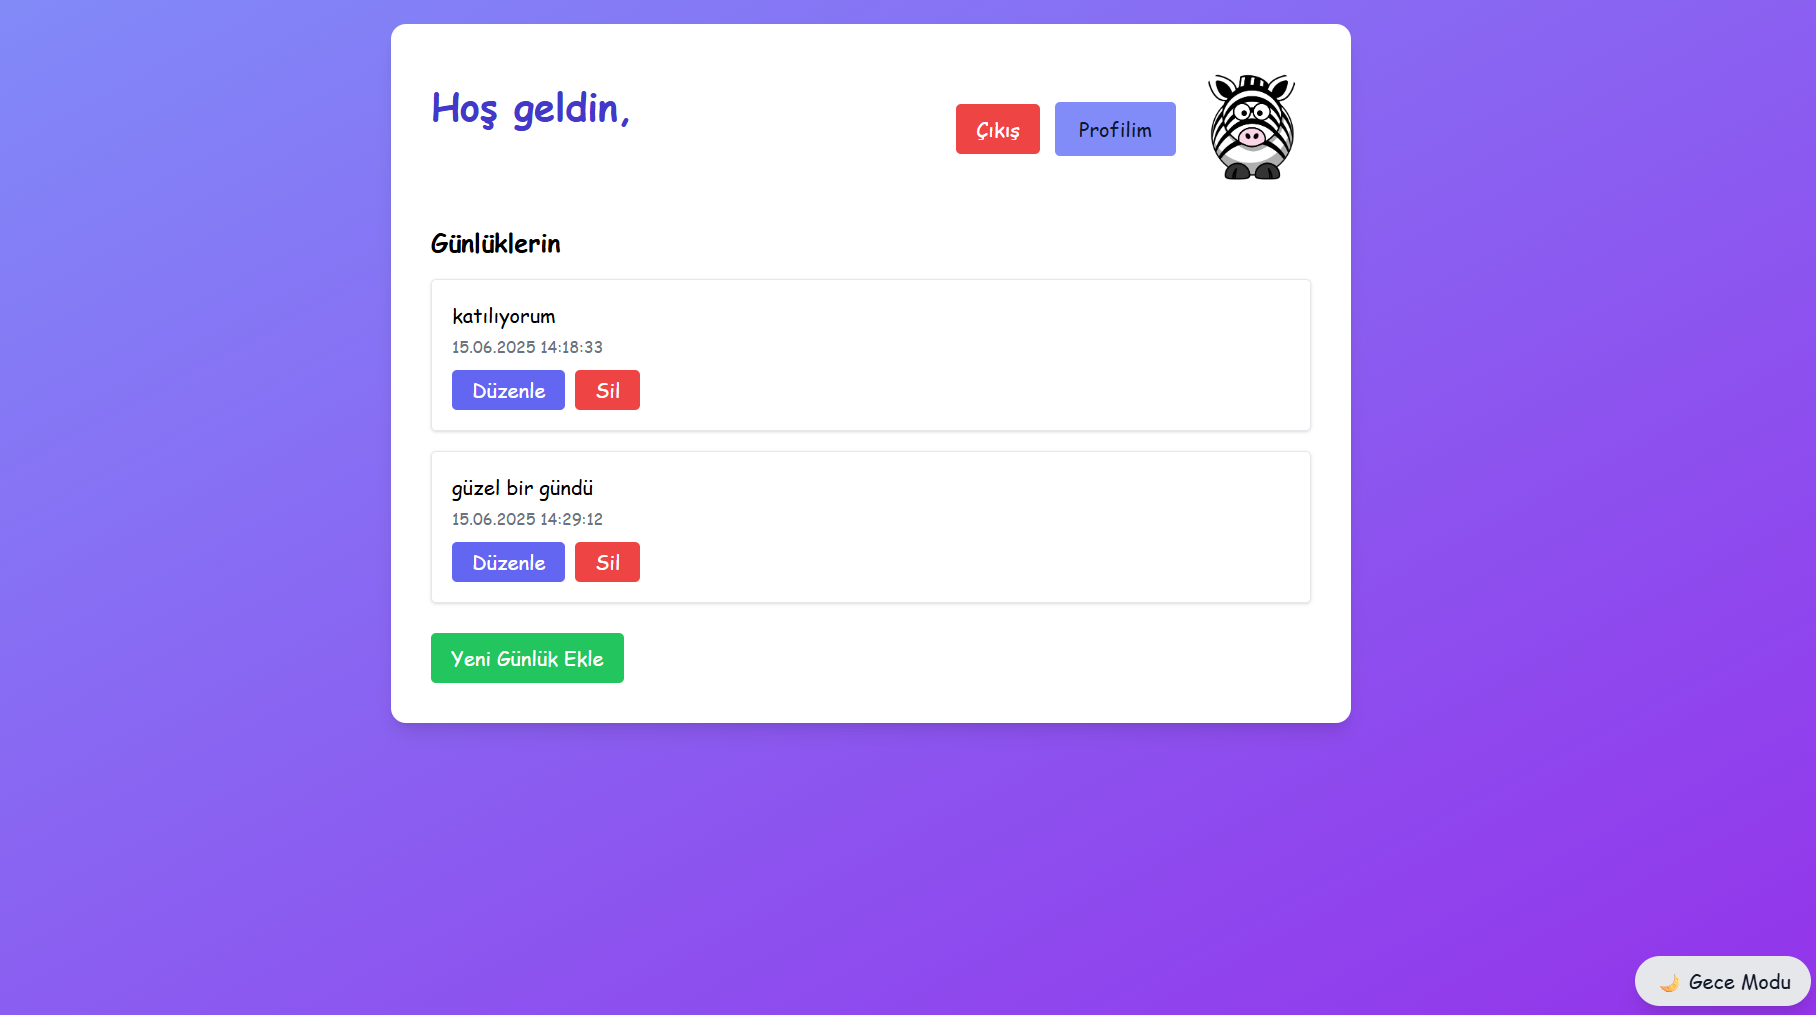 Hoş geldin,
Çıkış
Profilim
Günlüklerin
katılıyorum
15.06.2025 14:18:33
Düzenle
Sil
güzel bir gündü
15.06.2025 14:29:12
Düzenle
Sil
Yeni Günlük Ekle
🌙 Gece Modu